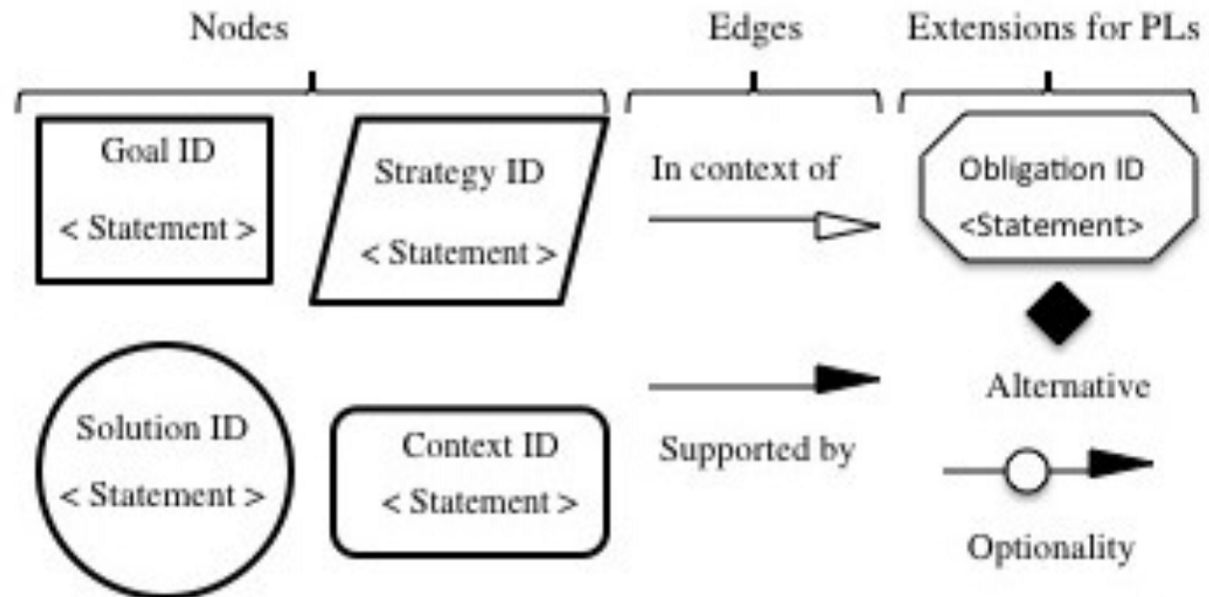 Nodes
Edges
Extensions for PLs
Goal ID
< Statement >
Strategy ID
< Statement >
In context of
Obligation ID
<Statement>
Alternative
Solution ID
< Statement >
Context ID
< Statement >
Supported by
Optionality